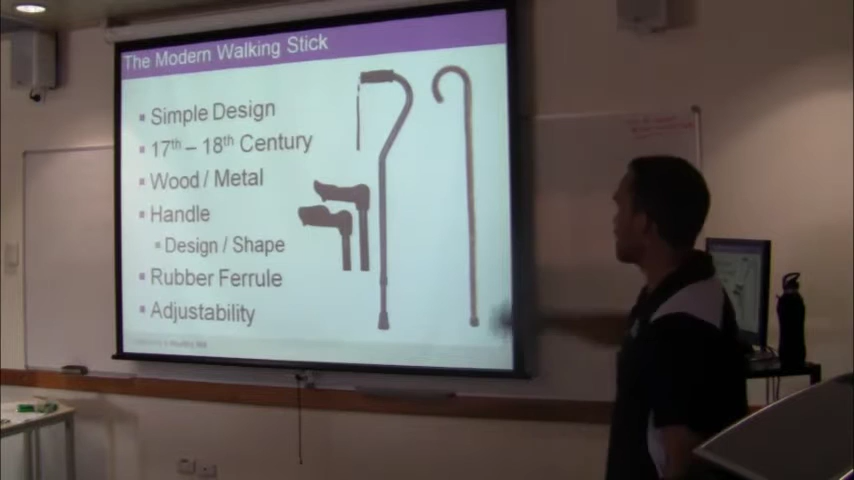 The Modern Walking Stick
▪ Simple Design
▪ 17th – 18th Century
▪ Wood / Metal
▪ Handle
▪ Design / Shape
▪ Rubber Ferrule
▪ Adjustability